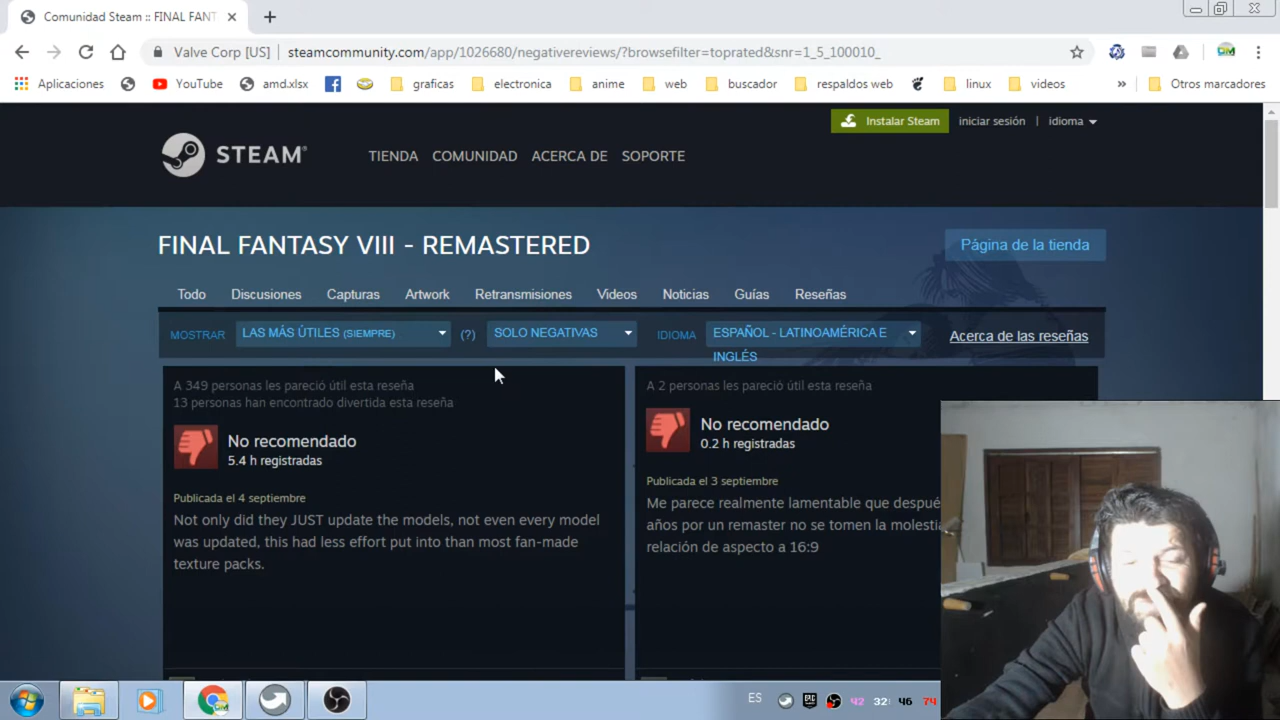 Comunidad Steam :: FINAL FANT
Valve Corp [US] steamcommunity.com/app/1026680/negativereviews/?browsefilter=toprated&snr=1_5_100010_
Aplicaciones YouTube amd.xlsx graficas electronica anime web buscador respaldos web linux videos » Otros marcadores
Instalar Steam iniciar sesión | idioma
STEAM® TIENDA COMUNIDAD ACERCA DE SOPORTE
FINAL FANTASY VIII - REMASTERED
Página de la tienda
Todo Discusiones Capturas Artwork Retransmisiones Videos Noticias Guías Reseñas
MOSTRAR LAS MÁS ÚTILES (SIEMPRE) (?) SOLO NEGATIVAS IDIOMA ESPAÑOL - LATINOAMÉRICA E
INGLÉS
Acerca de las reseñas
A 349 personas les pareció útil esta reseña
13 personas han encontrado divertida esta reseña
No recomendado
5.4 h registradas
Publicada el 4 septiembre
Not only did they JUST update the models, not even every model
was updated, this had less effort put into than most fan-made
texture packs.
A 2 personas les pareció útil esta reseña
No recomendado
0.2 h registradas
Publicada el 3 septiembre
Me parece realmente lamentable que despué
años por un remaster no se tomen la molestia
relación de aspecto a 16:9
ES 42 32 46 74